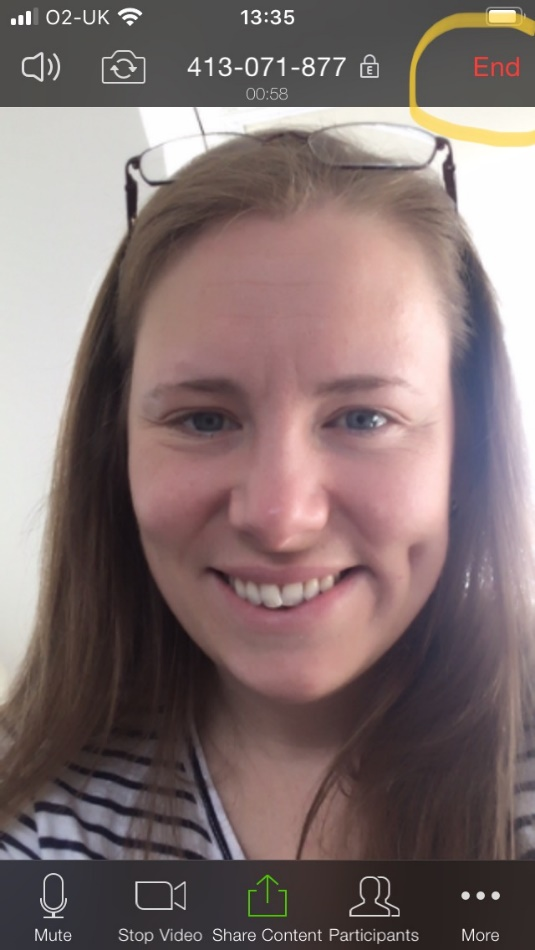 O2-UK 13:35
413-071-877 E End
00:58
Mute Stop Video Share Content Participants More